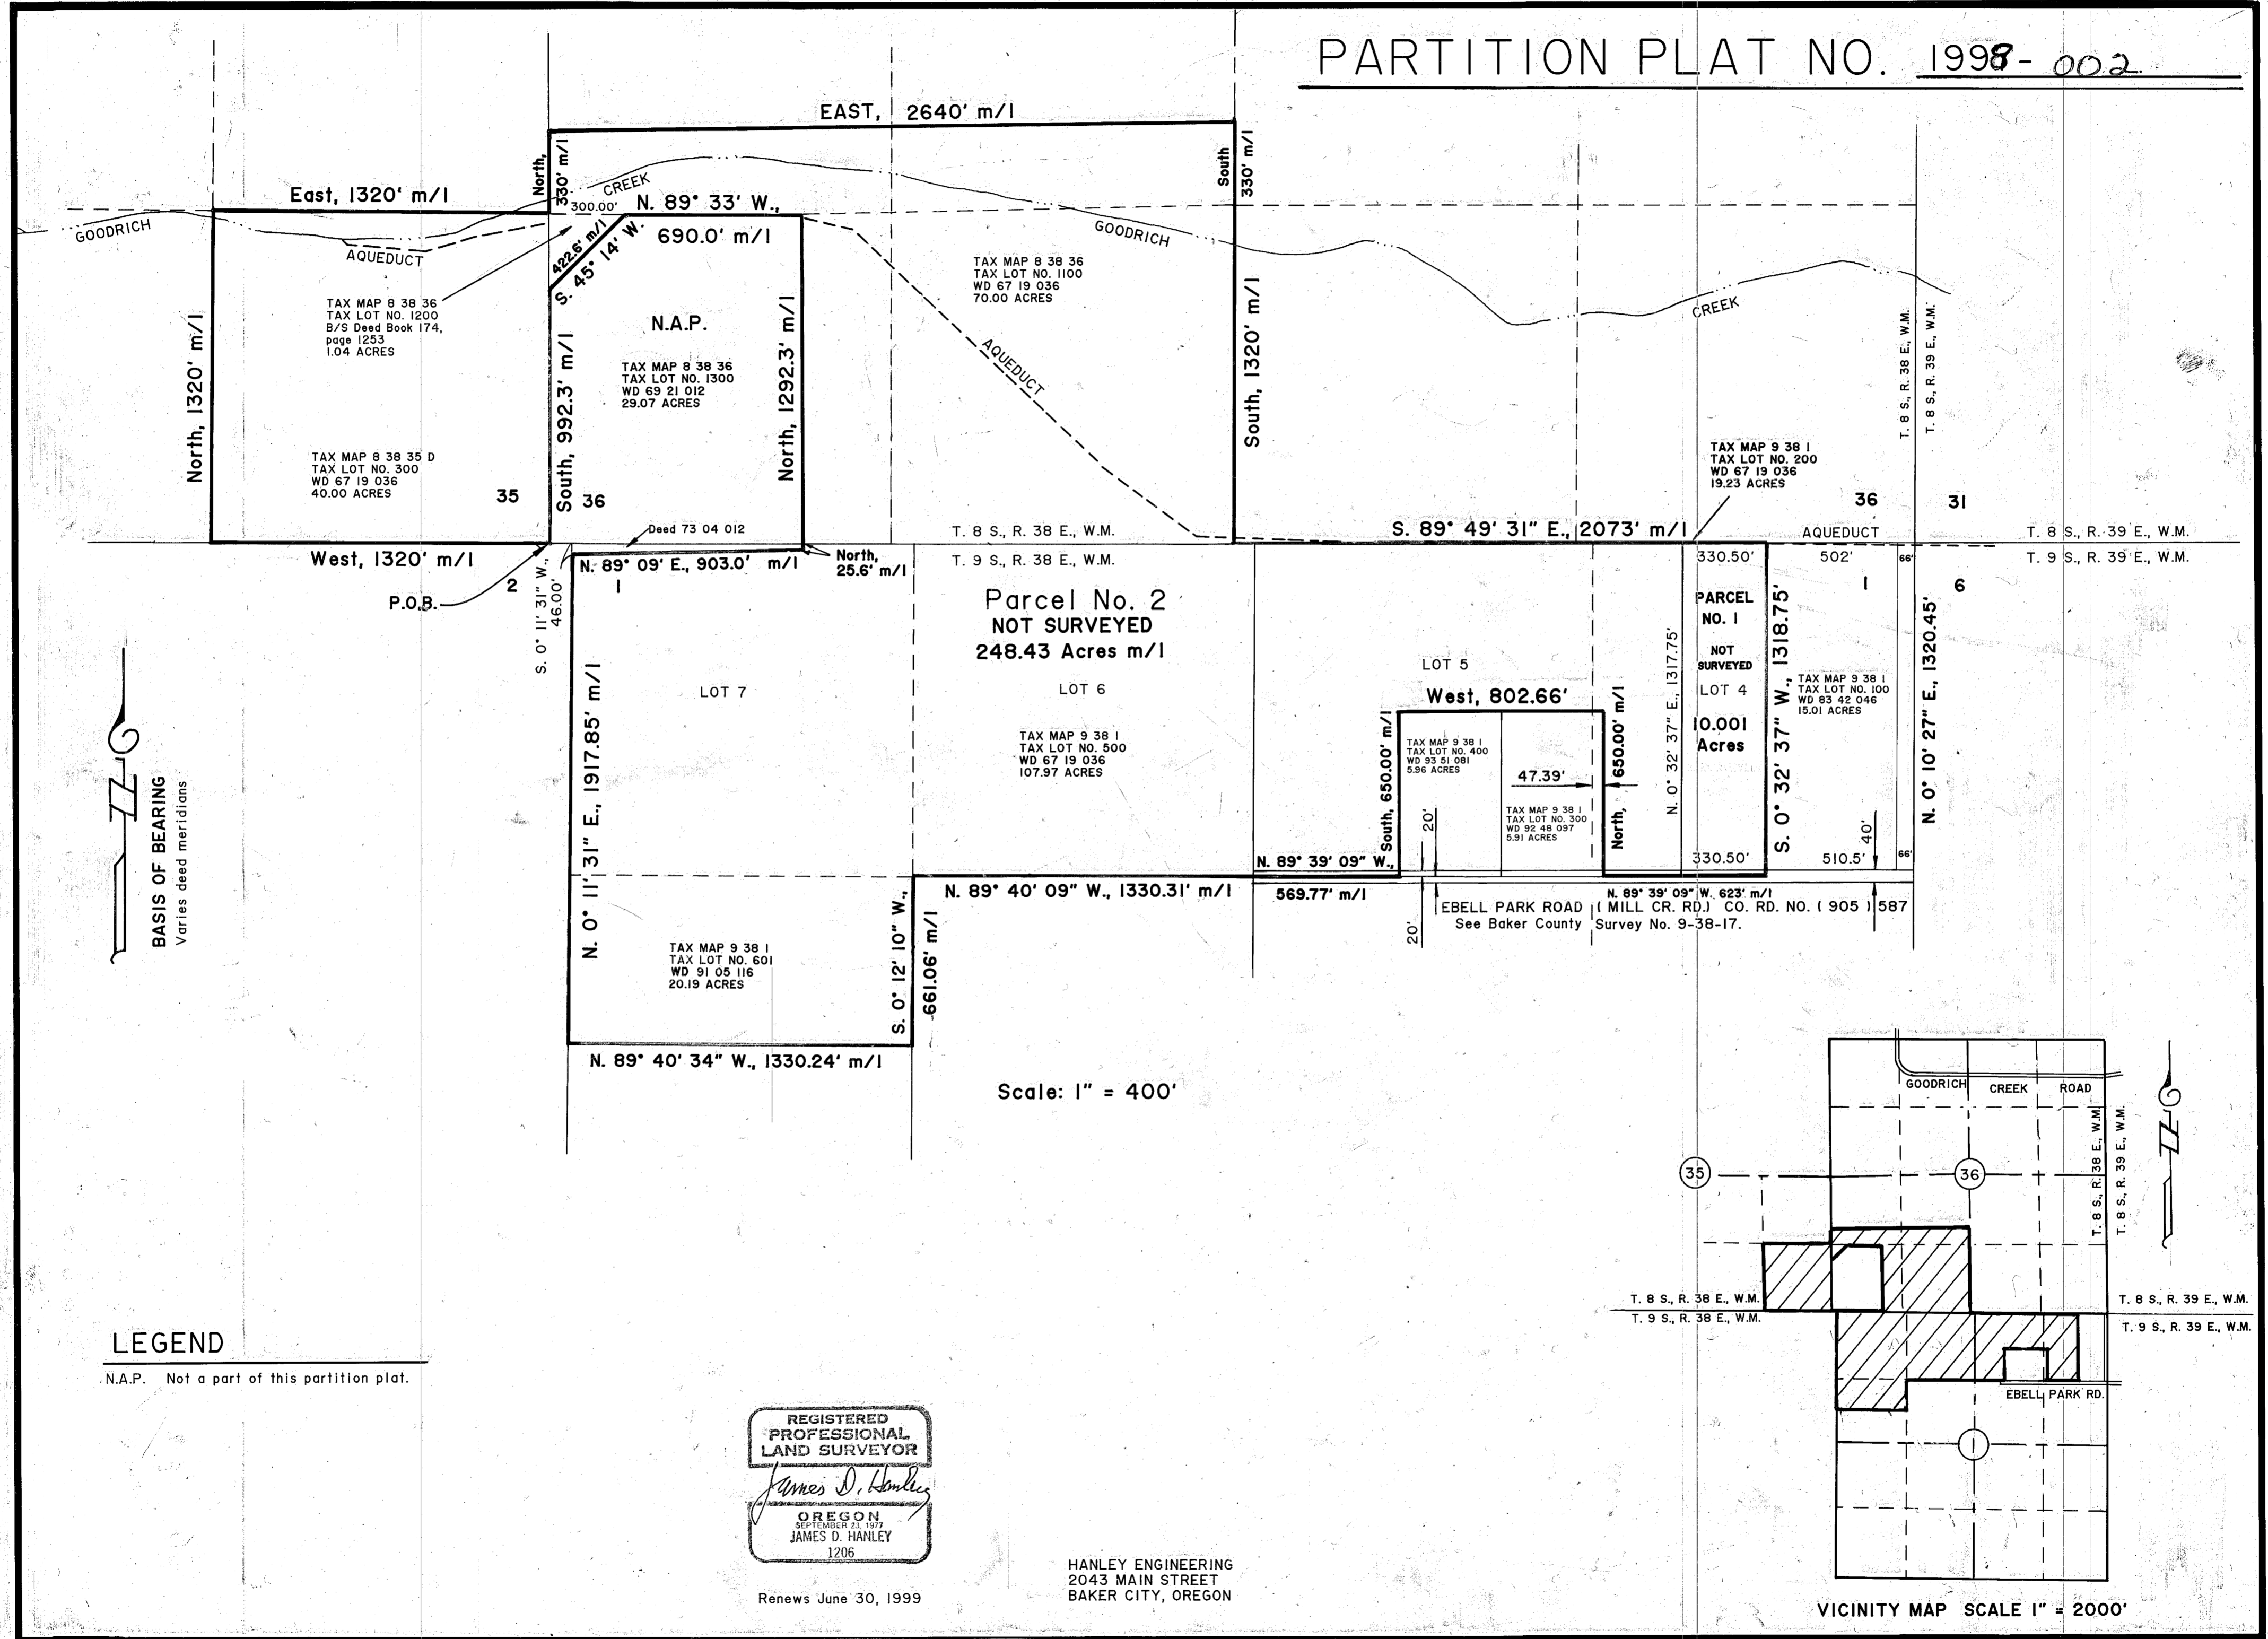 PARTITION PLAT NO. 1998-002
EAST, 2640' m/l
North,
330' m/l
South
330' m/l
East, 1320' m/l
CREEK
300.00'
N. 89° 33' W.,
690.0' m/l
GOODRICH
AQUEDUCT
422.6' m/l
S. 45° 14' W.
GOODRICH
TAX MAP 8 38 36
TAX LOT NO. 1100
WD 67 19 036
70.00 ACRES
CREEK
TAX MAP 8 38 36
TAX LOT NO. 1200
B/S Deed Book 174,
page 1253
1.04 ACRES
N.A.P.
TAX MAP 8 38 36
TAX LOT NO. 1300
WD 69 21 012
29.07 ACRES
AQUEDUCT
North, 1320' m/l
South, 992.3' m/l
North, 1292.3' m/l
South, 1320' m/l
T. 8 S., R. 38 E., W.M.
T. 8 S., R. 39 E., W.M.
TAX MAP 8 38 35 D
TAX LOT NO. 300
WD 67 19 036
40.00 ACRES
35
36
TAX MAP 9 38 1
TAX LOT NO. 200
WD 67 19 036
19.23 ACRES
36
31
Deed 73 04 012
T. 8 S., R. 38 E., W.M.
S. 89° 49' 31" E., 2073' m/l
AQUEDUCT
T. 8 S., R. 39 E., W.M.
West, 1320' m/l
N. 89° 09' E., 903.0' m/l
North,
25.6' m/l
T. 9 S., R. 38 E., W.M.
330.50'
502'
66'
T. 9 S., R. 39 E., W.M.
P.O.B.
2
S. 0° 11' 31" W.,
46.00'
1
1
6
Parcel No. 2
NOT SURVEYED
248.43 Acres m/l
PARCEL
NO. 1
NOT
SURVEYED
LOT 4
10.001
Acres
N. 0° 11' 31" E., 1917.85' m/l
LOT 7
LOT 6
LOT 5
N. 0° 32' 37" E., 1317.75'
S. 0° 32' 37" W., 1318.75'
TAX MAP 9 38 1
TAX LOT NO. 100
WD 83 42 046
15.01 ACRES
N. 0° 10' 27" E., 1320.45'
West, 802.66'
TAX MAP 9 38 1
TAX LOT NO. 500
WD 67 19 036
107.97 ACRES
South, 650.00' m/l
TAX MAP 9 38 1
TAX LOT NO. 400
WD 93 51 081
5.96 ACRES
47.39'
TAX MAP 9 38 1
TAX LOT NO. 300
WD 92 48 097
5.91 ACRES
North, 650.00' m/l
BASIS OF BEARING
Varies deed meridians
20'
40'
N. 89° 39' 09" W.,
569.77' m/l
330.50'
510.5'
66'
N. 89° 40' 09" W., 1330.31' m/l
N. 89° 39' 09" W. 623' m/l
EBELL PARK ROAD ( MILL CR. RD.) CO. RD. NO. ( 905 ) 587
See Baker County Survey No. 9-38-17.
20'
TAX MAP 9 38 1
TAX LOT NO. 601
WD 91 05 116
20.19 ACRES
S. 0° 12' 10" W.,
661.06' m/l
N. 89° 40' 34" W., 1330.24' m/l
Scale: 1" = 400'
GOODRICH CREEK ROAD
T. 8 S., R. 38 E., W.M.
T. 8 S., R. 39 E., W.M.
35
36
T. 8 S., R. 38 E., W.M.
T. 9 S., R. 38 E., W.M.
T. 8 S., R. 39 E., W.M.
T. 9 S., R. 39 E., W.M.
EBELL PARK RD.
1
VICINITY MAP SCALE 1" = 2000'
LEGEND
N.A.P. Not a part of this partition plat.
REGISTERED
PROFESSIONAL
LAND SURVEYOR
James D. Hanley
OREGON
SEPTEMBER 23, 1977
JAMES D. HANLEY
1206
Renews June 30, 1999
HANLEY ENGINEERING
2043 MAIN STREET
BAKER CITY, OREGON